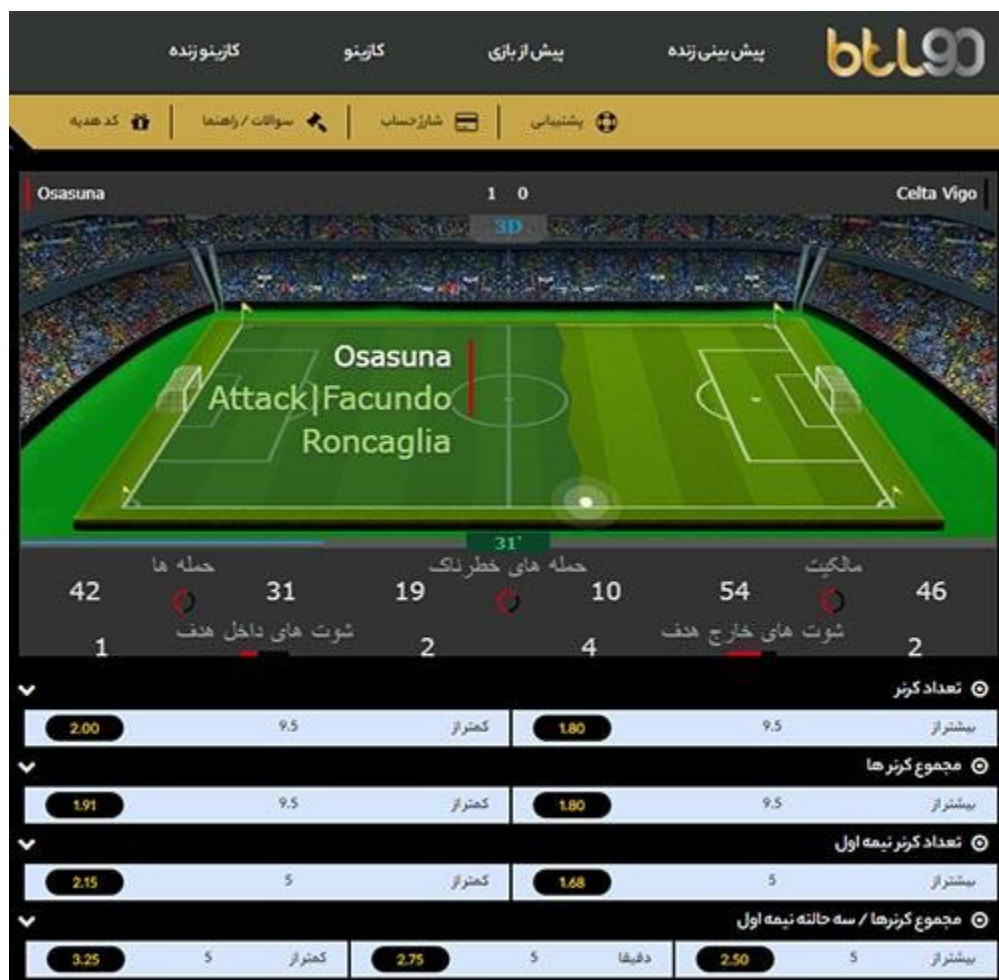 پیش بینی زنده پیش از بازی کازینو کازینو زنده
btl90
پشتیبانی شارژ حساب سوالات / راهنما کد هدیه
Osasuna 1 0 Celta Vigo
3D
Osasuna
Attack|Facundo
Roncaglia
31'
حمله ها حمله های خطرناک مالکیت
42 31 19 10 54 46
شوت های داخل هدف شوت های خارج هدف
1 2 4 2
تعداد کرنر
بیشتر از 9.5 1.80 کمتر از 9.5 2.00
مجموع کرنر ها
بیشتر از 9.5 1.80 کمتر از 9.5 1.91
تعداد کرنر نیمه اول
بیشتر از 5 1.68 کمتر از 5 2.15
مجموع کرنرها / سه حالته نیمه اول
بیشتر از 5 2.50 دقیقا 5 2.75 کمتر از 5 3.25